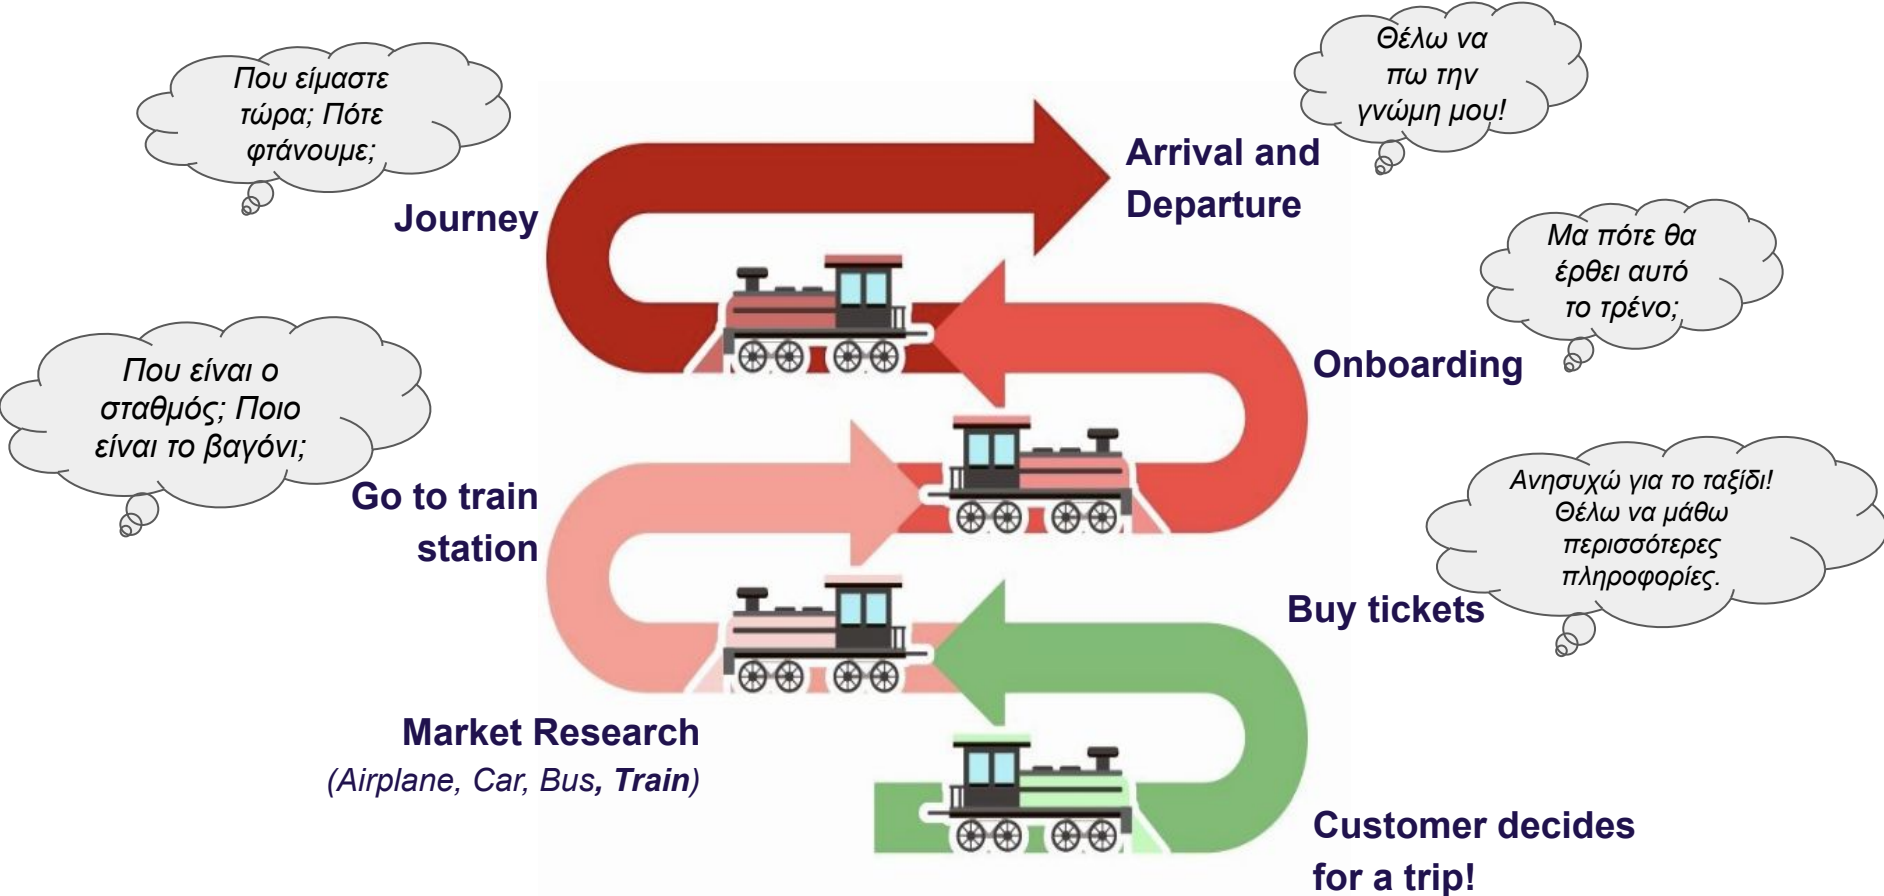 Που είμαστε
τώρα; Πότε
φτάνουμε;
Θέλω να
πω την
γνώμη μου!
Journey
Arrival and
Departure
Μα πότε θα
έρθει αυτό
το τρένο;
Που είναι ο
σταθμός; Ποιο
είναι το βαγόνι;
Onboarding
Go to train
station
Ανησυχώ για το ταξίδι!
Θέλω να μάθω
περισσότερες
πληροφορίες.
Buy tickets
Market Research
(Airplane, Car, Bus, Train)
Customer decides
for a trip!